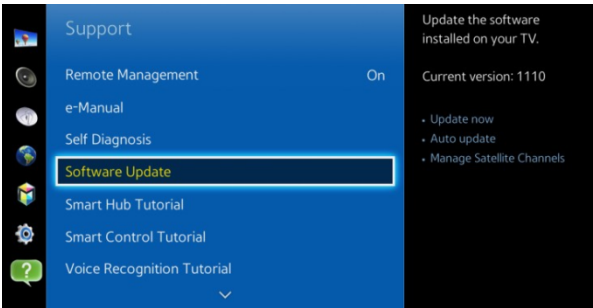 Support
Remote Management On
e-Manual
Self Diagnosis
Software Update
Smart Hub Tutorial
Smart Control Tutorial
Voice Recognition Tutorial
Update the software
installed on your TV.
Current version: 1110
• Update now
• Auto update
• Manage Satellite Channels
?